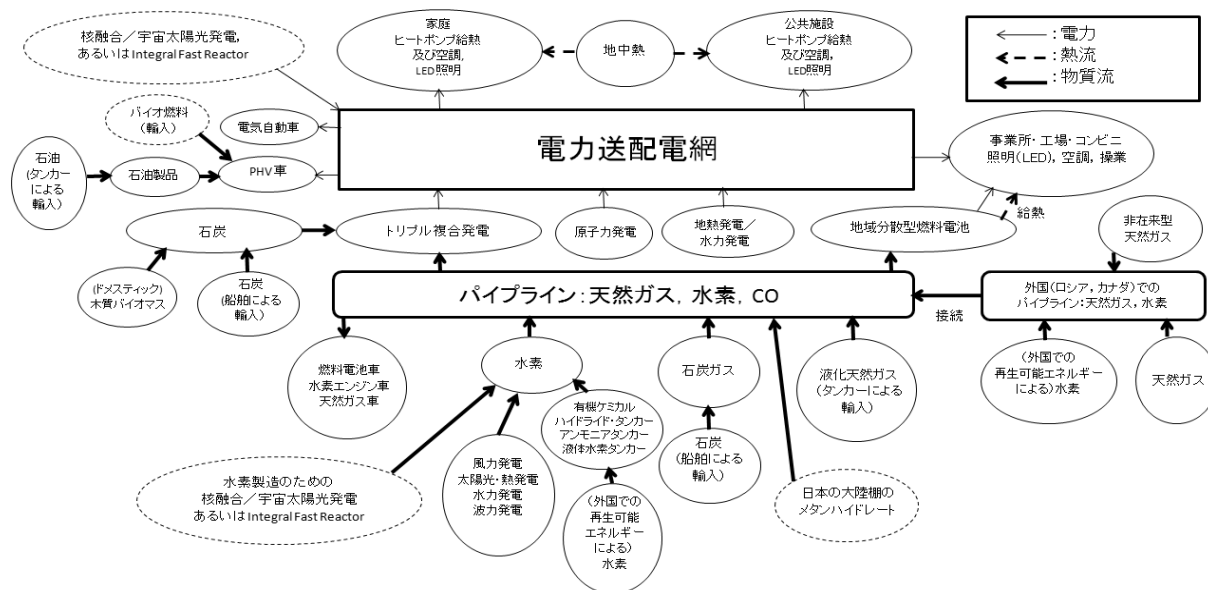 核融合／宇宙太陽光発電,
あるいはIntegral Fast Reactor
家庭
ヒートポンプ給熱
及び空調,
LED照明
地中熱
公共施設
ヒートポンプ給熱
及び空調,
LED照明
：電力
：熱流
：物質流
バイオ燃料
（輸入）
電気自動車
電力送配電網
事業所・工場・コンビニ
照明(LED), 空調, 操業
石油
(タンカー
による
輸入)
石油製品
PHV車
給熱
石炭
トリプル複合発電
原子力発電
地熱発電／
水力発電
地域分散型燃料電池
非在来型
天然ガス
(ドメスティック)
木質バイオマス
石炭
(船舶による
輸入)
パイプライン：天然ガス, 水素, CO
接続
外国(ロシア, カナダ)での
パイプライン：天然ガス, 水素
燃料電池車
水素エンジン車
天然ガス車
水素
石炭ガス
液化天然ガス
(タンカーによる
輸入)
(外国での
再生可能エネルギー
による)水素
天然ガス
有機ケミカル
ハイドライド・タンカー
アンモニアタンカー
液体水素タンカー
石炭
(船舶による
輸入)
水素製造のための
核融合／宇宙太陽光発電
あるいはIntegral Fast Reactor
風力発電
太陽光・熱発電
水力発電
波力発電
(外国での
再生可能
エネルギー
による)
水素
日本の大陸棚の
メタンハイドレート